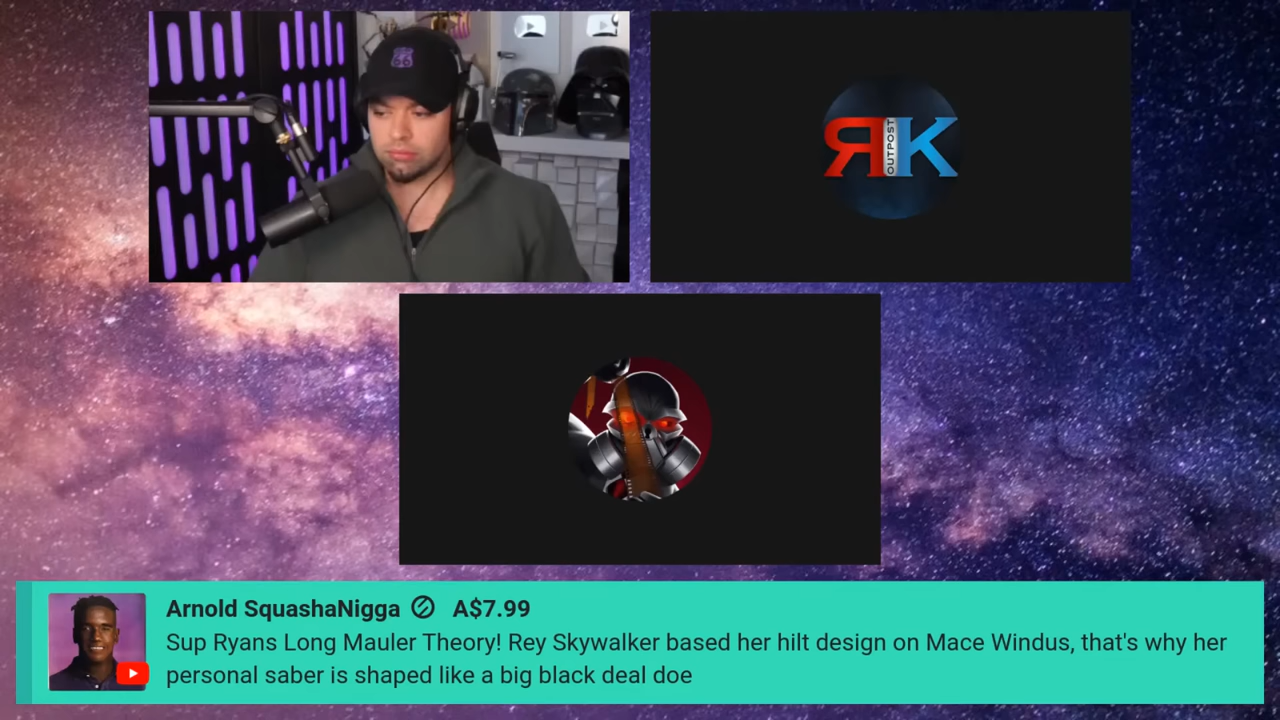 66
ЯK
OUTPOST
Arnold SquashaNigga A$7.99
Sup Ryans Long Mauler Theory! Rey Skywalker based her hilt design on Mace Windus, that's why her
personal saber is shaped like a big black deal doe